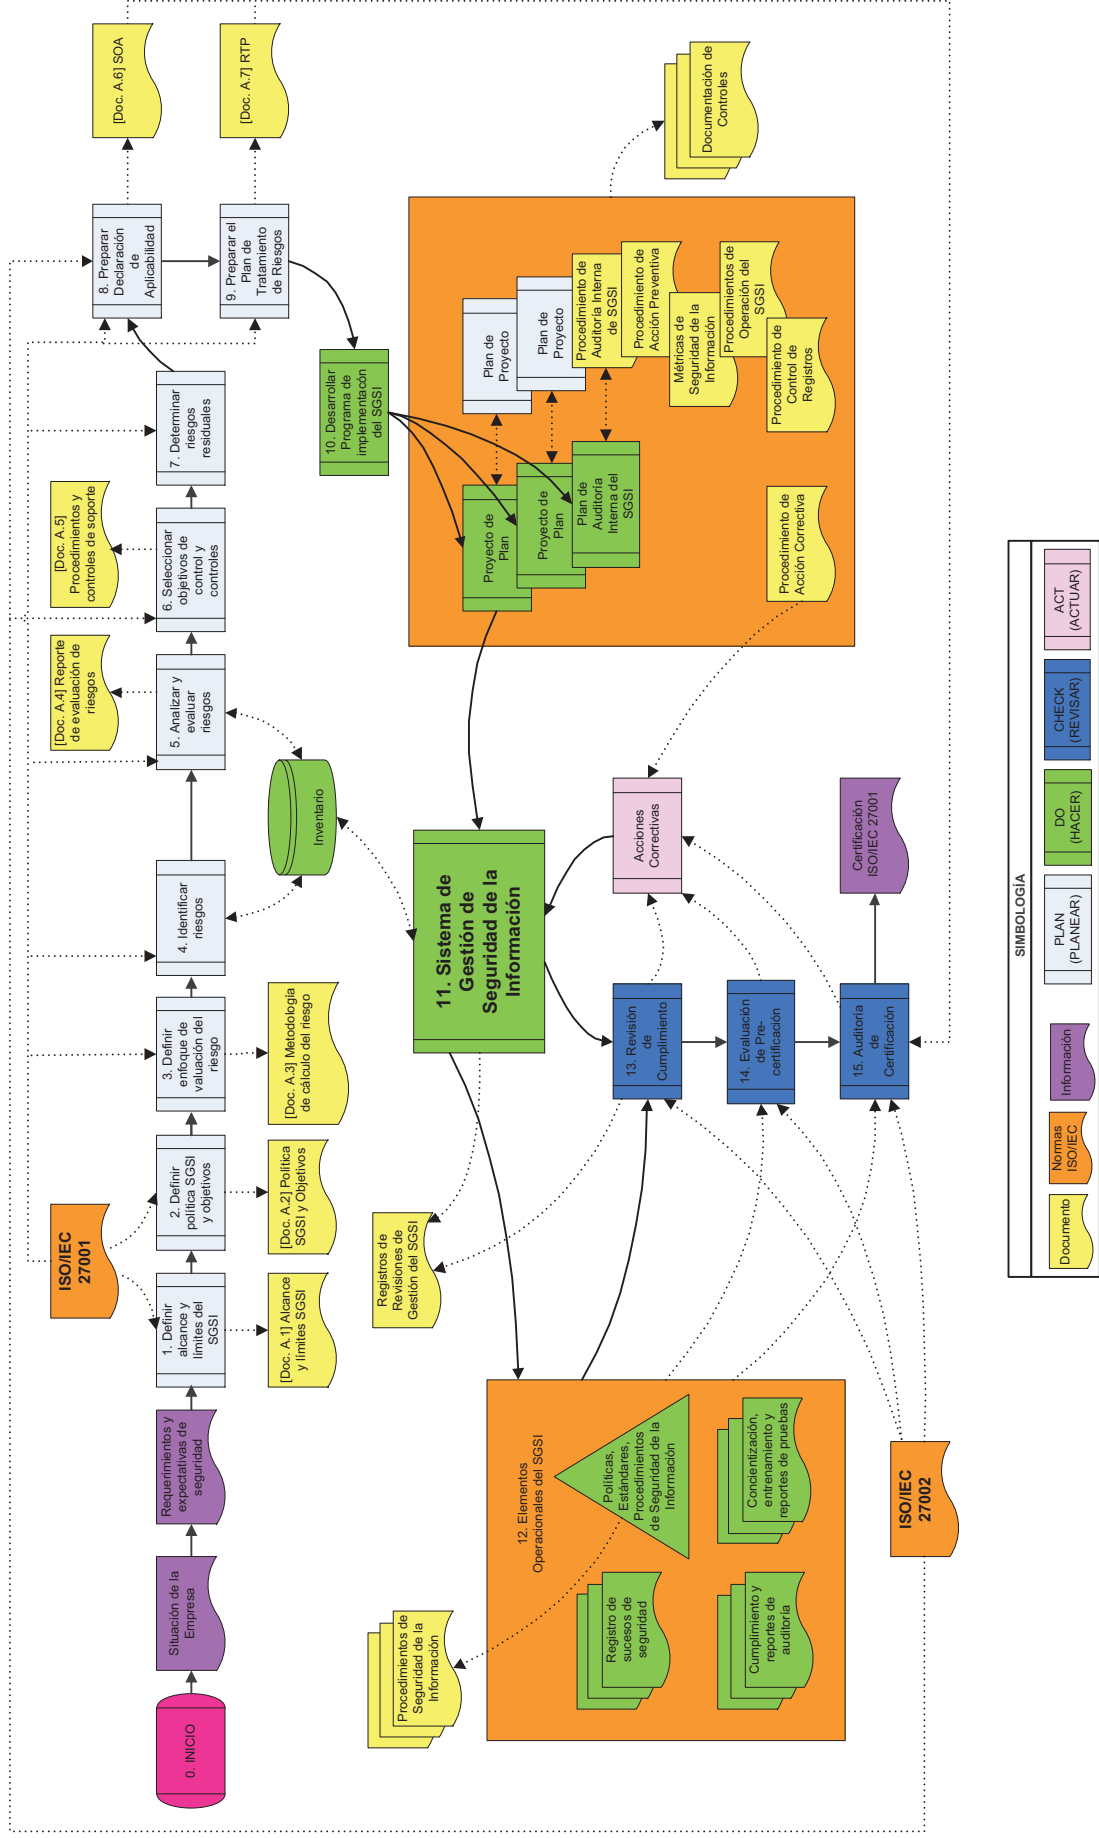 ISO/IEC
27001
[Doc. A.4] Reporte
de evaluación de
riesgos
[Doc. A.5]
Procedimientos y
controles de soporte
0. INICIO
Situación de la
Empresa
Requerimientos y
expectativas de
seguridad
1. Definir
alcance y
límites del
SGSI
2. Definir
política SGSI
y objetivos
3. Definir
enfoque de
valuación del
riesgo
4. Identificar
riesgos
5. Analizar y
evaluar
riesgos
6. Seleccionar
objetivos de
control y
controles
7. Determinar
riesgos
residuales
8. Preparar
Declaración
de
Aplicabilidad
[Doc. A.6] SOA
9. Preparar el
Plan de
Tratamiento
de Riesgos
[Doc. A.7] RTP
[Doc. A.1] Alcance
y límites SGSI
[Doc. A.2] Política
SGSI y Objetivos
[Doc. A.3] Metodología
de cálculo del riesgo
Inventario
10. Desarrollar
Programa de
implementacón
del SGSI
Procedimientos de
Seguridad de la
Información
Registros de
Revisiones de
Gestión del SGSI
11. Sistema de
Gestión de
Seguridad de la
Información
Proyecto de
Plan
Proyecto de
Plan
Plan de
Auditoría
Interna del
SGSI
Plan de
Proyecto
Plan de
Proyecto
Procedimiento de
Auditoría Interna
de SGSI
Procedimiento de
Acción Preventiva
Métricas de
Seguridad de la
Información
Procedimientos de
Operación del
SGSI
Procedimiento de
Control de
Registros
Procedimiento de
Acción Correctiva
Documentación de
Controles
12. Elementos
Operacionales del SGSI
Políticas,
Estándares,
Procedimientos
de Seguridad de la
Información
Registro de
sucesos de
seguridad
Cumplimiento y
reportes de
auditoría
Concientización,
entrenamiento y
reportes de pruebas
13. Revisión
de
Cumplimiento
14. Evaluación
de Pre-
certificación
15. Auditoría
de
Certificación
Acciones
Correctivas
Certificación
ISO/IEC 27001
ISO/IEC
27002
SIMBOLOGÍA
Documento
Normas
ISO/IEC
Información
PLAN
(PLANEAR)
DO
(HACER)
CHECK
(REVISAR)
ACT
(ACTUAR)